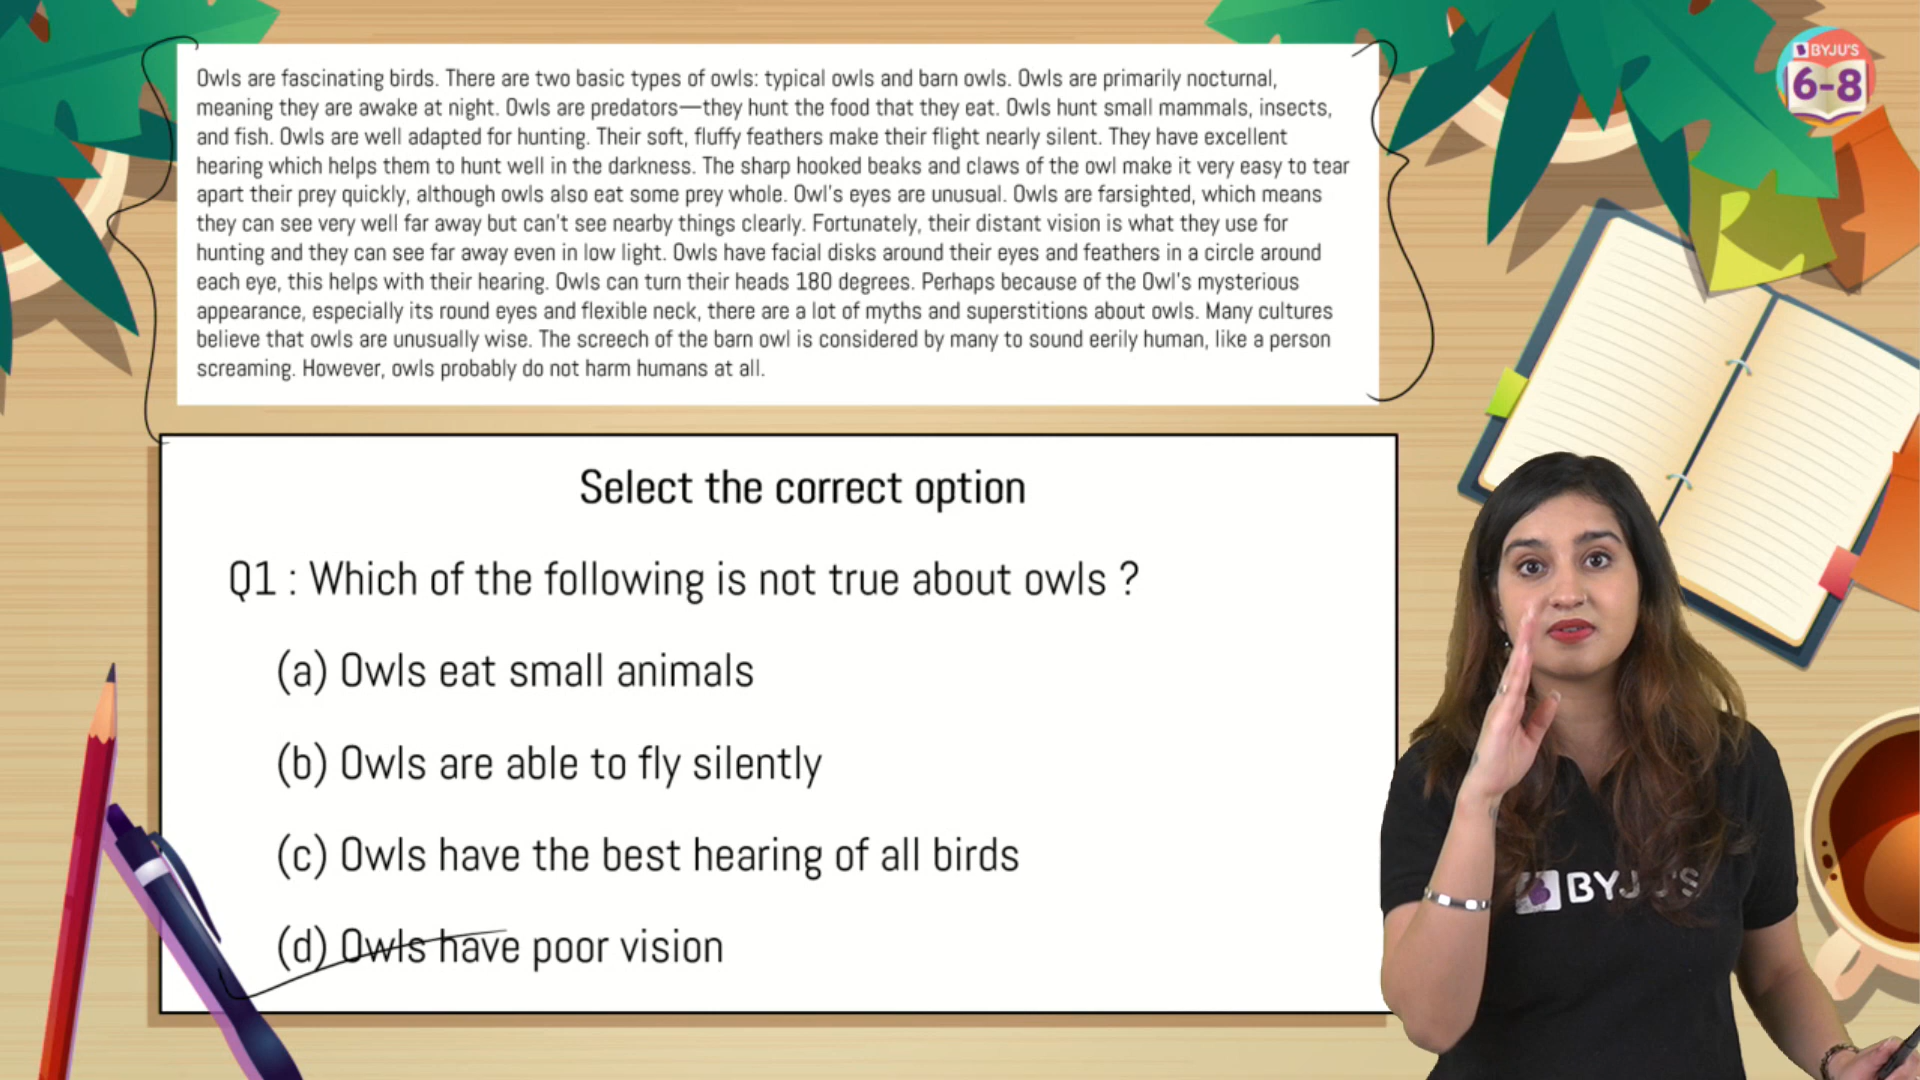 Owls are fascinating birds. There are two basic types of owls: typical owls and barn owls. Owls are primarily nocturnal,
meaning they are awake at night. Owls are predators—they hunt the food that they eat. Owls hunt small mammals, insects,
and fish. Owls are well adapted for hunting. Their soft, fluffy feathers make their flight nearly silent. They have excellent
hearing which helps them to hunt well in the darkness. The sharp hooked beaks and claws of the owl make it very easy to tear
apart their prey quickly, although owls also eat some prey whole. Owl's eyes are unusual. Owls are farsighted, which means
they can see very well far away but can't see nearby things clearly. Fortunately, their distant vision is what they use for
hunting and they can see far away even in low light. Owls have facial disks around their eyes and feathers in a circle around
each eye, this helps with their hearing. Owls can turn their heads 180 degrees. Perhaps because of the Owl's mysterious
appearance, especially its round eyes and flexible neck, there are a lot of myths and superstitions about owls. Many cultures
believe that owls are unusually wise. The screech of the barn owl is considered by many to sound eerily human, like a person
screaming. However, owls probably do not harm humans at all.
BYJU'S
6-8
Select the correct option
Q1 : Which of the following is not true about owls ?
(a) Owls eat small animals
(b) Owls are able to fly silently
(c) Owls have the best hearing of all birds
(d) Owls have poor vision
BYJU'S